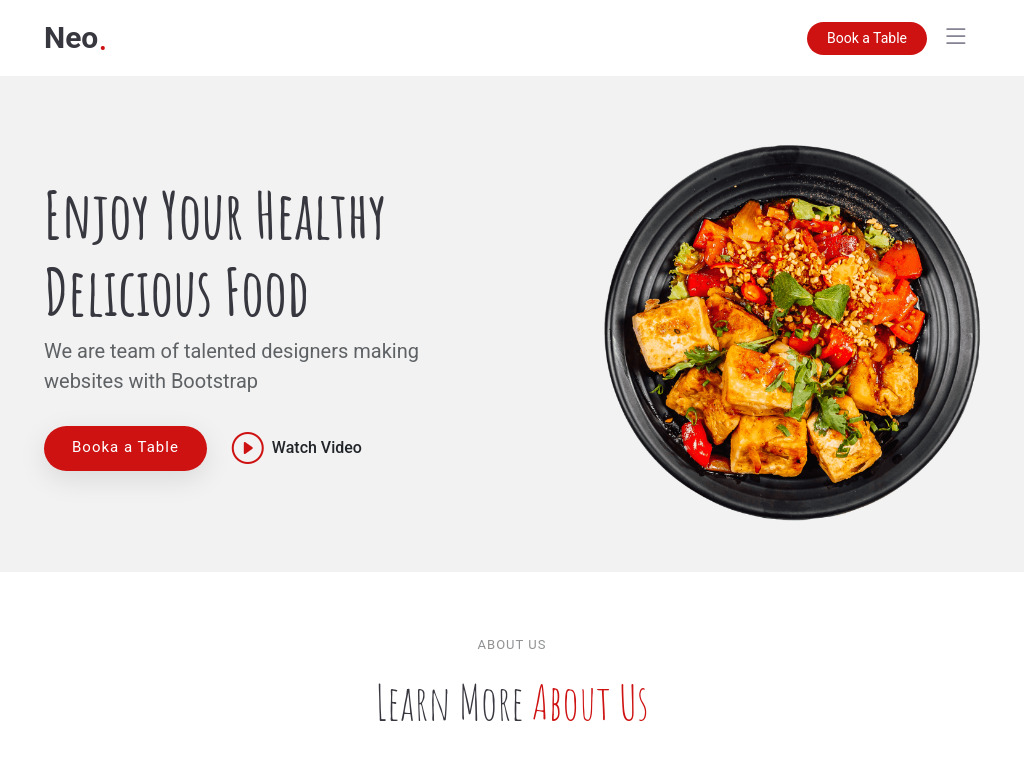 Neo.
Book a Table
Enjoy Your Healthy
Delicious Food
We are team of talented designers making
websites with Bootstrap
Booka a Table
Watch Video
ABOUT US
Learn More About Us